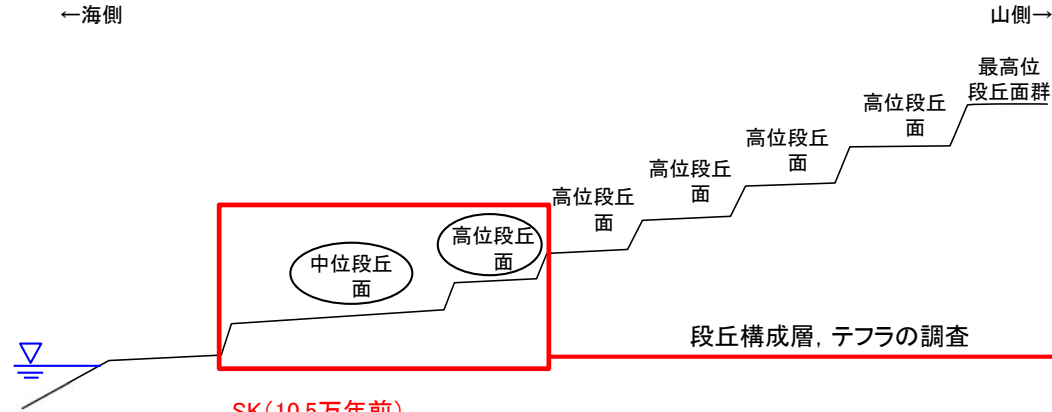 ←海側
山側→
最高位
段丘面群
高位段丘
面
高位段丘
面
高位段丘
面
高位段丘
面
高位段丘
面
中位段丘
面
段丘構成層，テフラの調査
SK（10.5万年前）